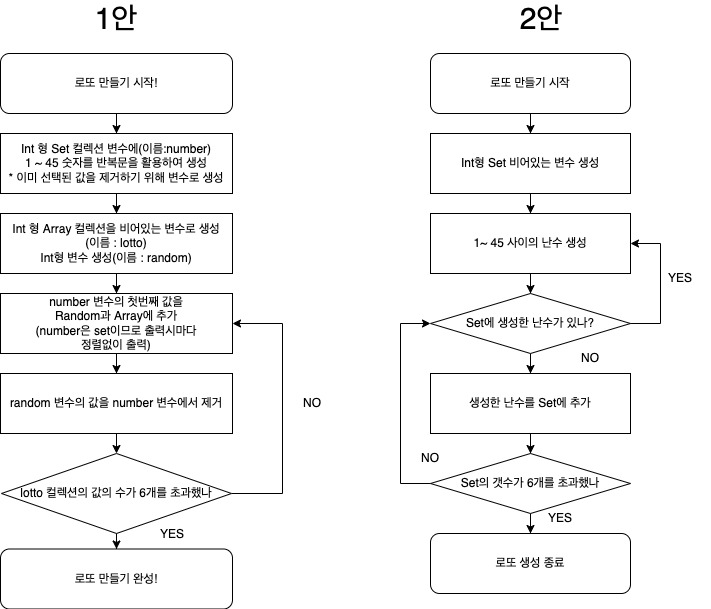 1안
로또 만들기 시작!
Int 형 Set 컬렉션 변수에(이름:number)
1 ~ 45 숫자를 반복문을 활용하여 생성
* 이미 선택된 값을 제거하기 위해 변수로 생성
Int 형 Array 컬렉션을 비어있는 변수로 생성
(이름 : lotto)
Int형 변수 생성(이름 : random)
number 변수의 첫번째 값을
Random과 Array에 추가
(number은 set이므로 출력시마다
정렬없이 출력)
random 변수의 값을 number 변수에서 제거
NO
lotto 컬렉션의 값의 수가 6개를 초과했나
YES
로또 만들기 완성!
2안
로또 만들기 시작
Int형 Set 비어있는 변수 생성
1~ 45 사이의 난수 생성
YES
Set에 생성한 난수가 있나?
NO
생성한 난수를 Set에 추가
NO
Set의 갯수가 6개를 초과했나
YES
로또 생성 종료